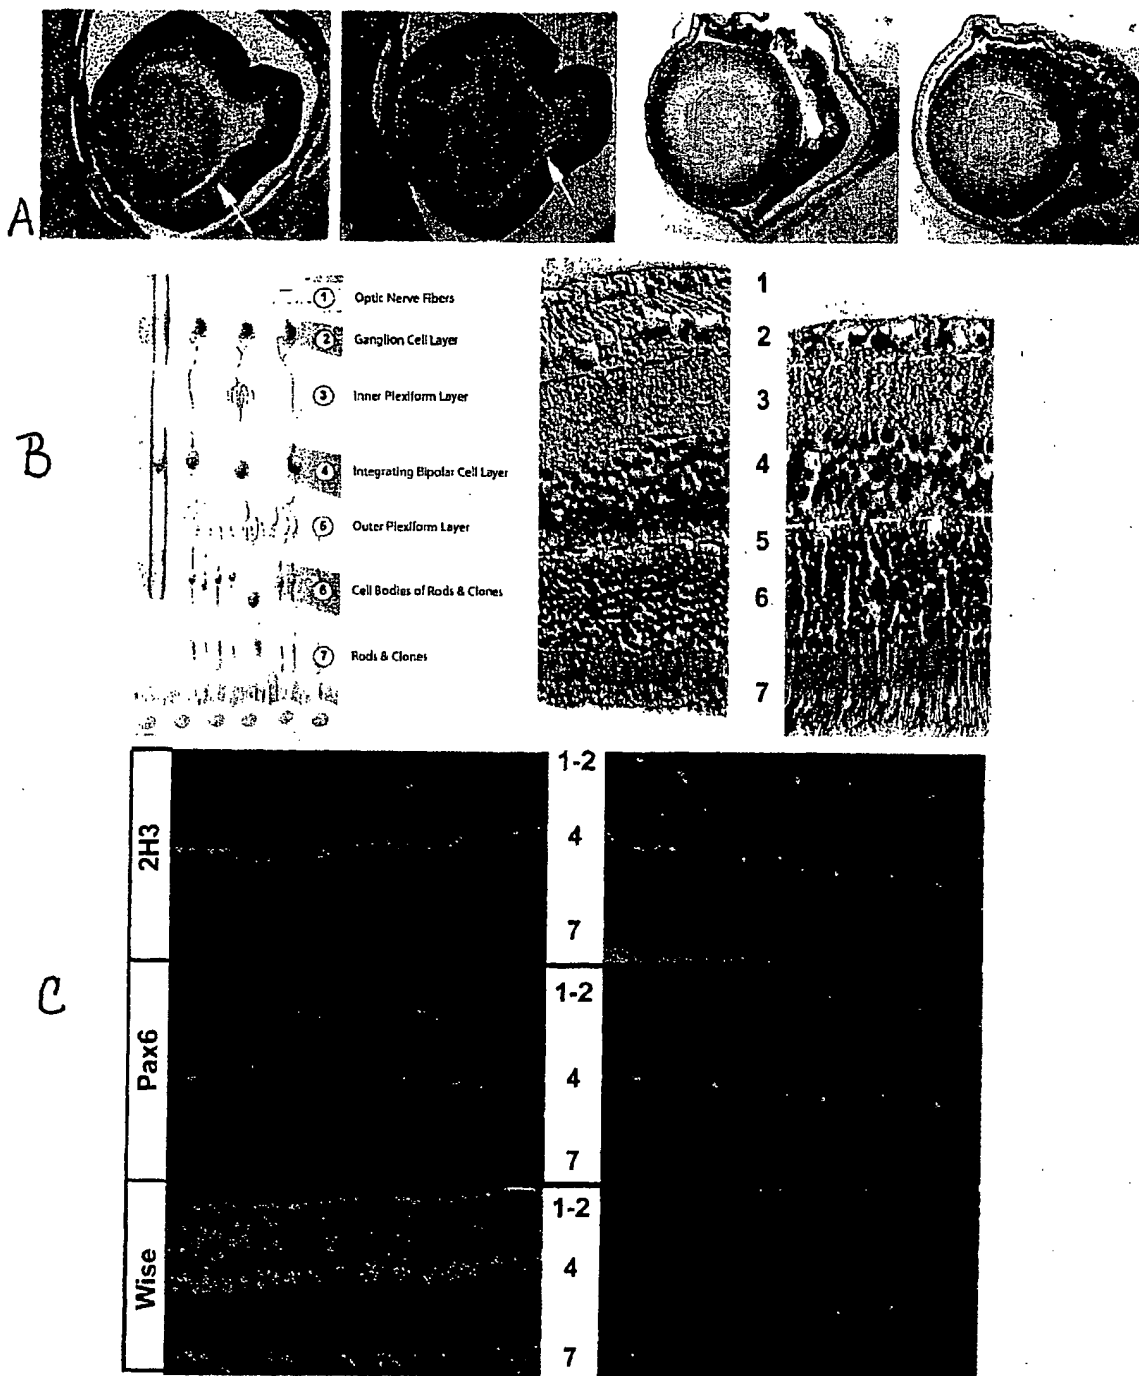 A
B
1 Optic Nerve Fibers
2 Ganglion Cell Layer
3 Inner Plexiform Layer
4 Integrating Bipolar Cell Layer
5 Outer Plexiform Layer
6 Cell Bodies of Rods & Clones
7 Rods & Clones
1
2
3
4
5
6
7
C
2H3
1-2
4
7
Pax6
1-2
4
7
Wise
1-2
4
7